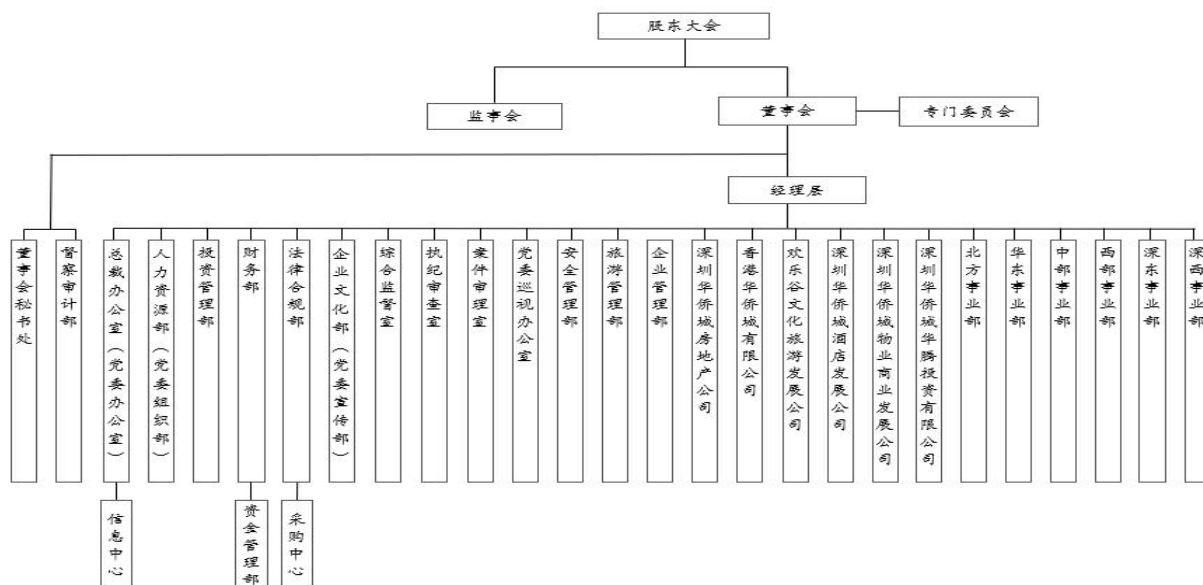 股东大会
监事会
董事会
专门委员会
经理层
董事会秘书处
督察审计部
总裁办公室（党委办公室）
人力资源部（党委组织部）
投资管理部
财务部
法律合规部
企业文化部（党委宣传部）
综合监督室
执纪审查室
案件审理室
党委巡视办公室
安全管理部
旅游管理部
企业管理部
深圳华侨城房地产公司
香港华侨城有限公司
欢乐谷文化旅游发展公司
深圳华侨城酒店发展公司
深圳华侨城物业商业发展公司
深圳华侨城华腾投资有限公司
北方事业部
华东事业部
中部事业部
西部事业部
深东事业部
深西事业部
信息中心
资金管理部
采购中心